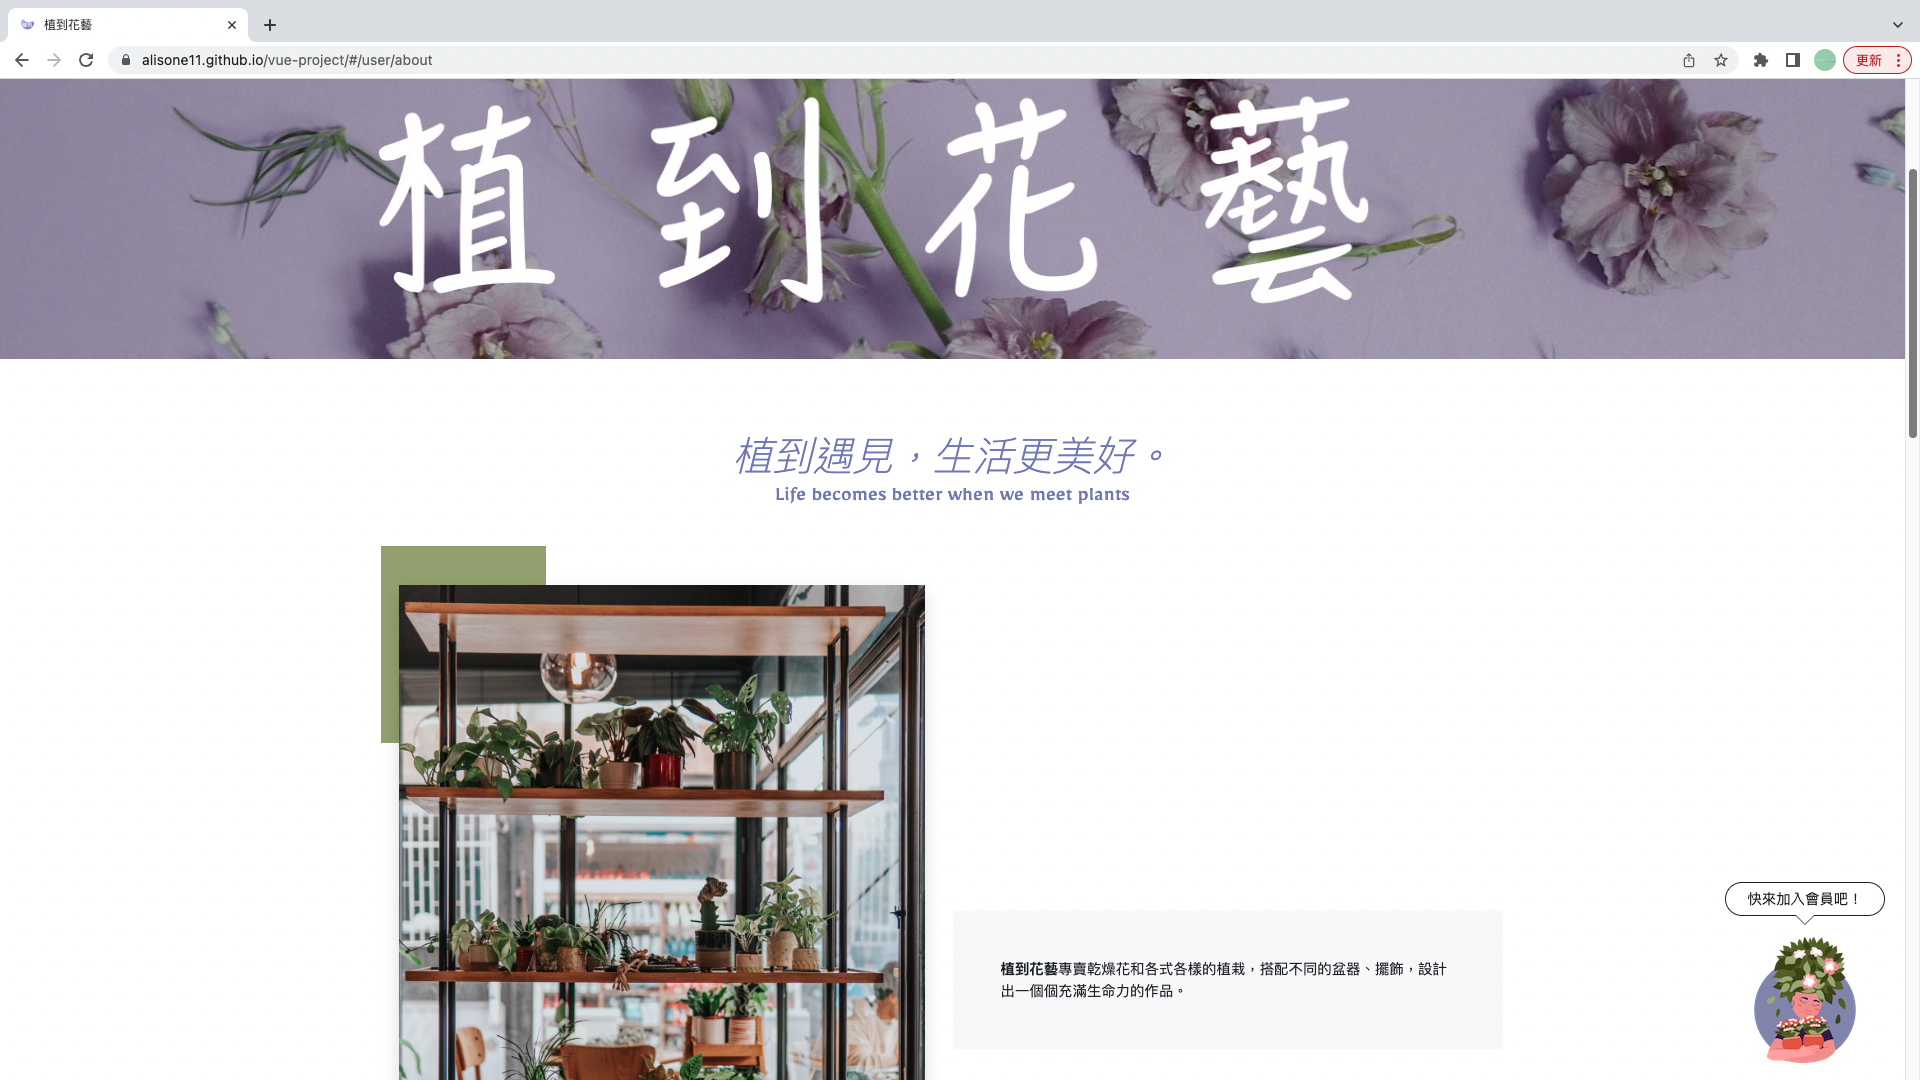 植到花藝
alisone11.github.io/vue-project/#/user/about
更新
植到花藝
植到遇見，生活更美好。
Life becomes better when we meet plants
快來加入會員吧！
植到花藝專賣乾燥花和各式各樣的植栽，搭配不同的盆器、擺飾，設計
出一個個充滿生命力的作品。